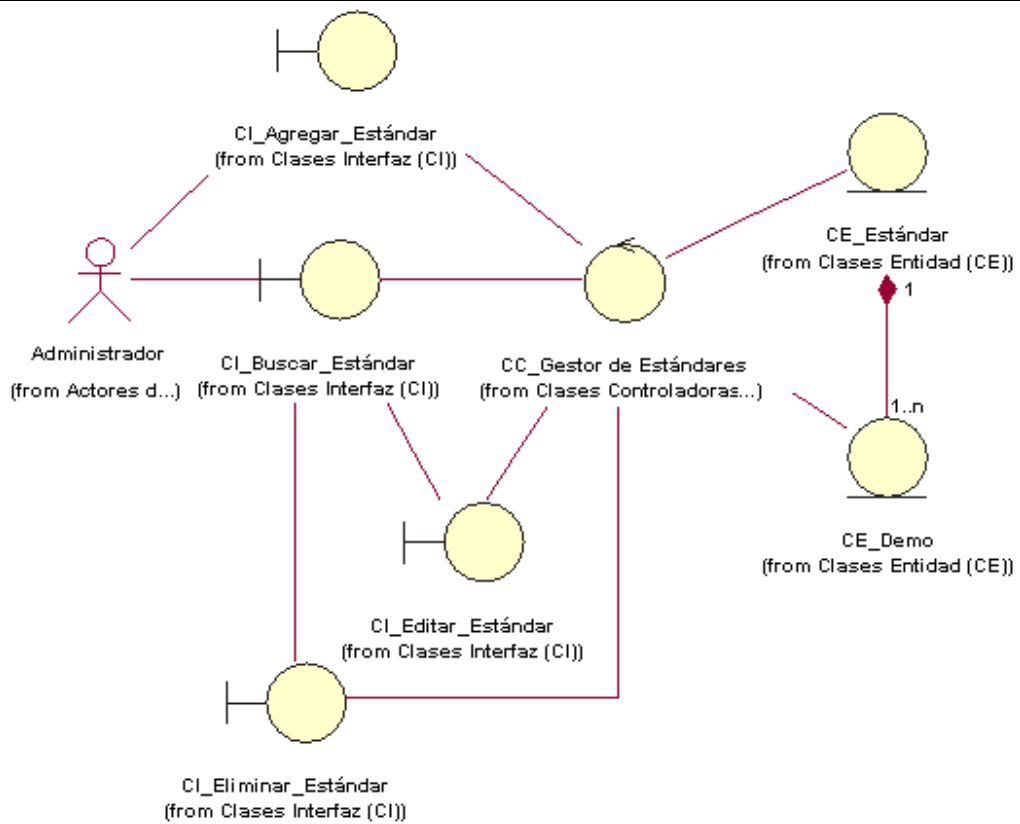 CI_Agregar_Estándar
(from Clases Interfaz (CI))
CE_Estándar
(from Clases Entidad (CE))
1
Administrador
(from Actores d...)
CI_Buscar_Estándar
(from Clases Interfaz (CI))
CC_Gestor de Estándares
(from Clases Controladoras...)
1..n
CE_Demo
(from Clases Entidad (CE))
CI_Editar_Estándar
(from Clases Interfaz (CI))
CI_Eliminar_Estándar
(from Clases Interfaz (CI))